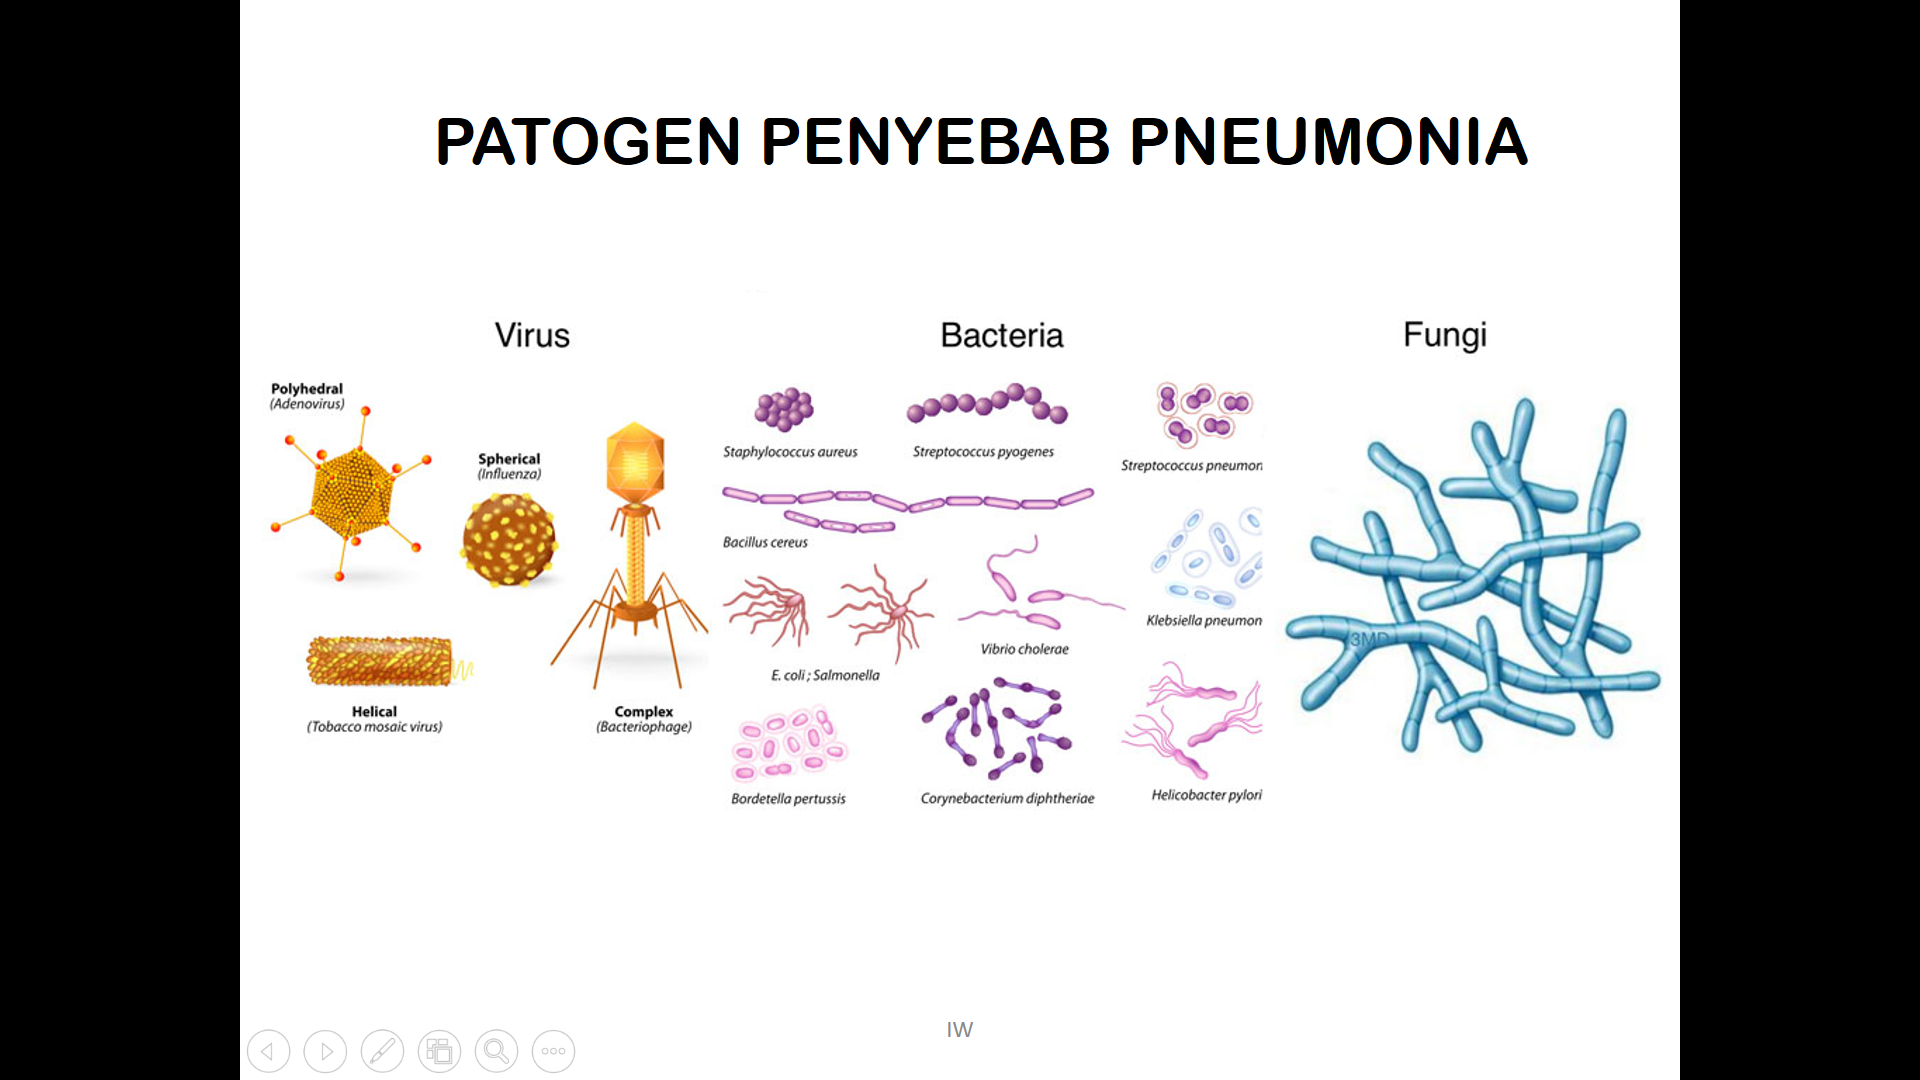 PATOGEN PENYEBAB PNEUMONIA
Virus
Polyhedral
(Adenovirus)
Spherical
(Influenza)
Helical
(Tobacco mosaic virus)
Complex
(Bacteriophage)
Bacteria
Staphylococcus aureus
Streptococcus pyogenes
Streptococcus pneumon
Bacillus cereus
Klebsiella pneumon
Vibrio cholerae
E. coli ; Salmonella
Bordetella pertussis
Corynebacterium diphtheriae
Helicobacter pylori
Fungi
3MD
IW